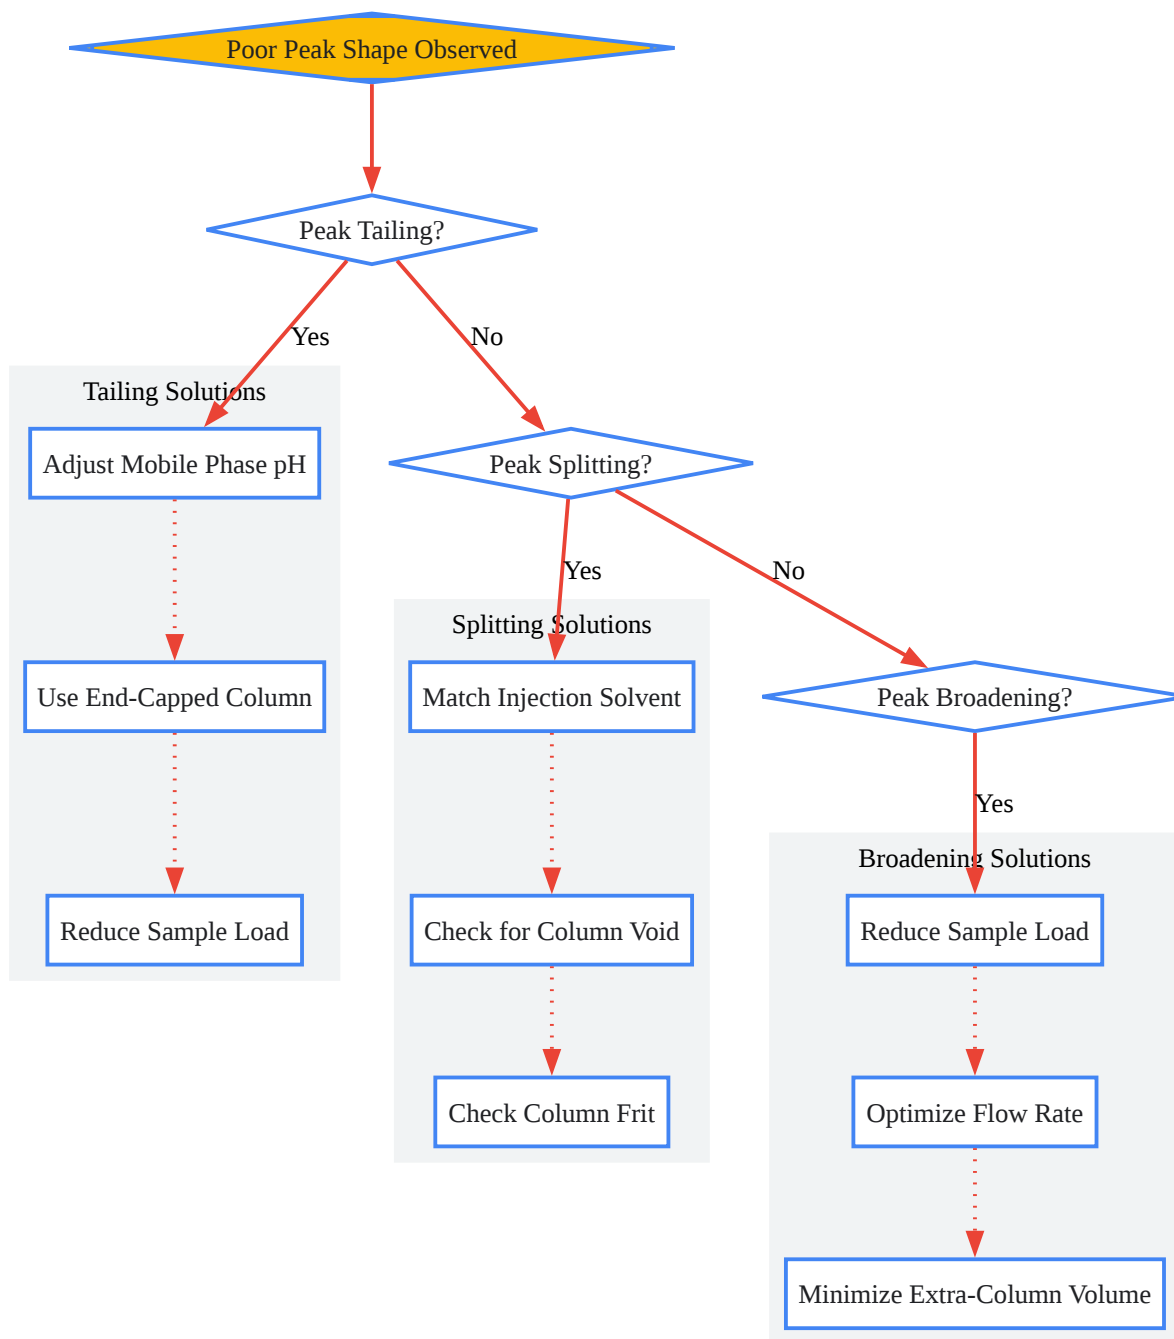 Poor Peak Shape Observed
Peak Tailing?
Yes
No
Tailing Solutions
Adjust Mobile Phase pH
Use End-Capped Column
Reduce Sample Load
Peak Splitting?
Yes
No
Splitting Solutions
Match Injection Solvent
Check for Column Void
Check Column Frit
Peak Broadening?
Yes
Broadening Solutions
Reduce Sample Load
Optimize Flow Rate
Minimize Extra-Column Volume